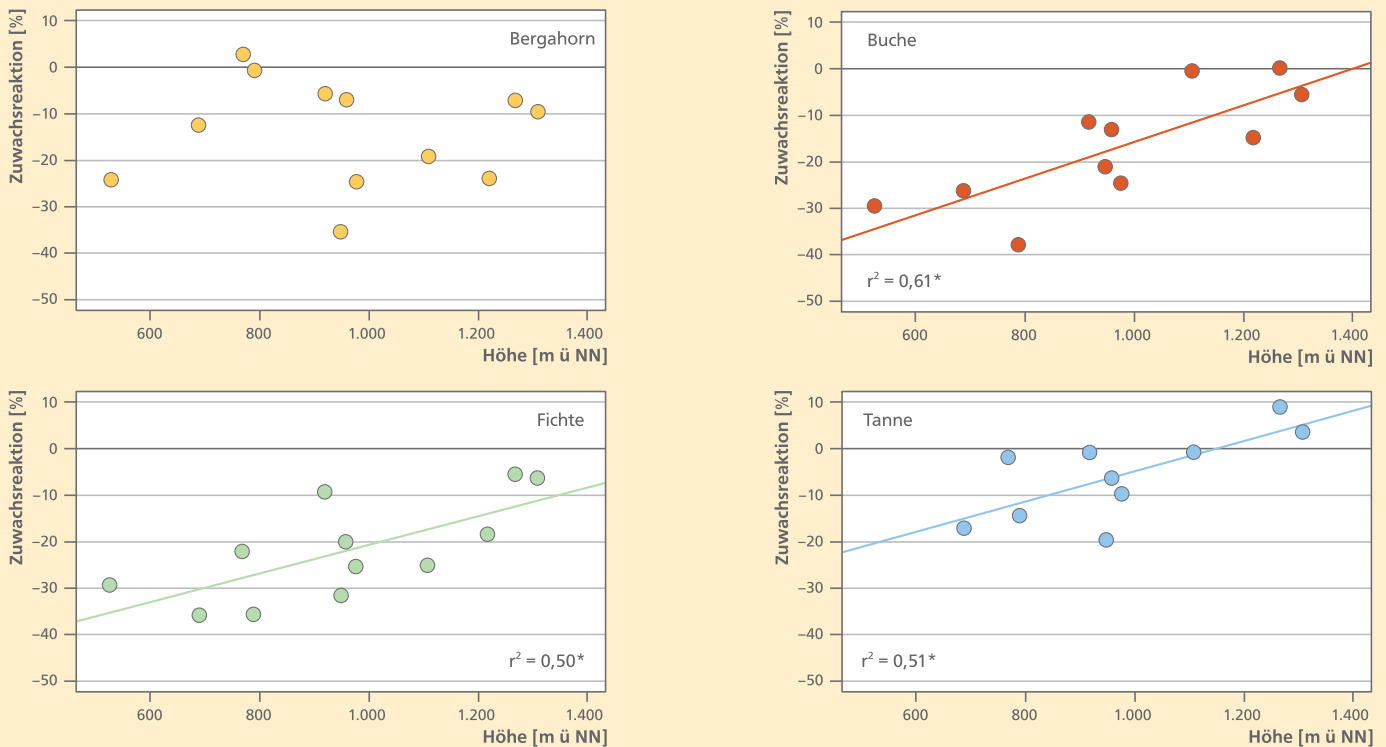 Zuwachsreaktion [%]
10
0
–10
–20
–30
–40
–50
Bergahorn
600 800 1.000 1.200 1.400
Höhe [m ü NN]
Zuwachsreaktion [%]
10
0
–10
–20
–30
–40
–50
Buche
r² = 0,61*
600 800 1.000 1.200 1.400
Höhe [m ü NN]
Zuwachsreaktion [%]
10
0
–10
–20
–30
–40
–50
Fichte
r² = 0,50*
600 800 1.000 1.200 1.400
Höhe [m ü NN]
Zuwachsreaktion [%]
10
0
–10
–20
–30
–40
–50
Tanne
r² = 0,51*
600 800 1.000 1.200 1.400
Höhe [m ü NN]